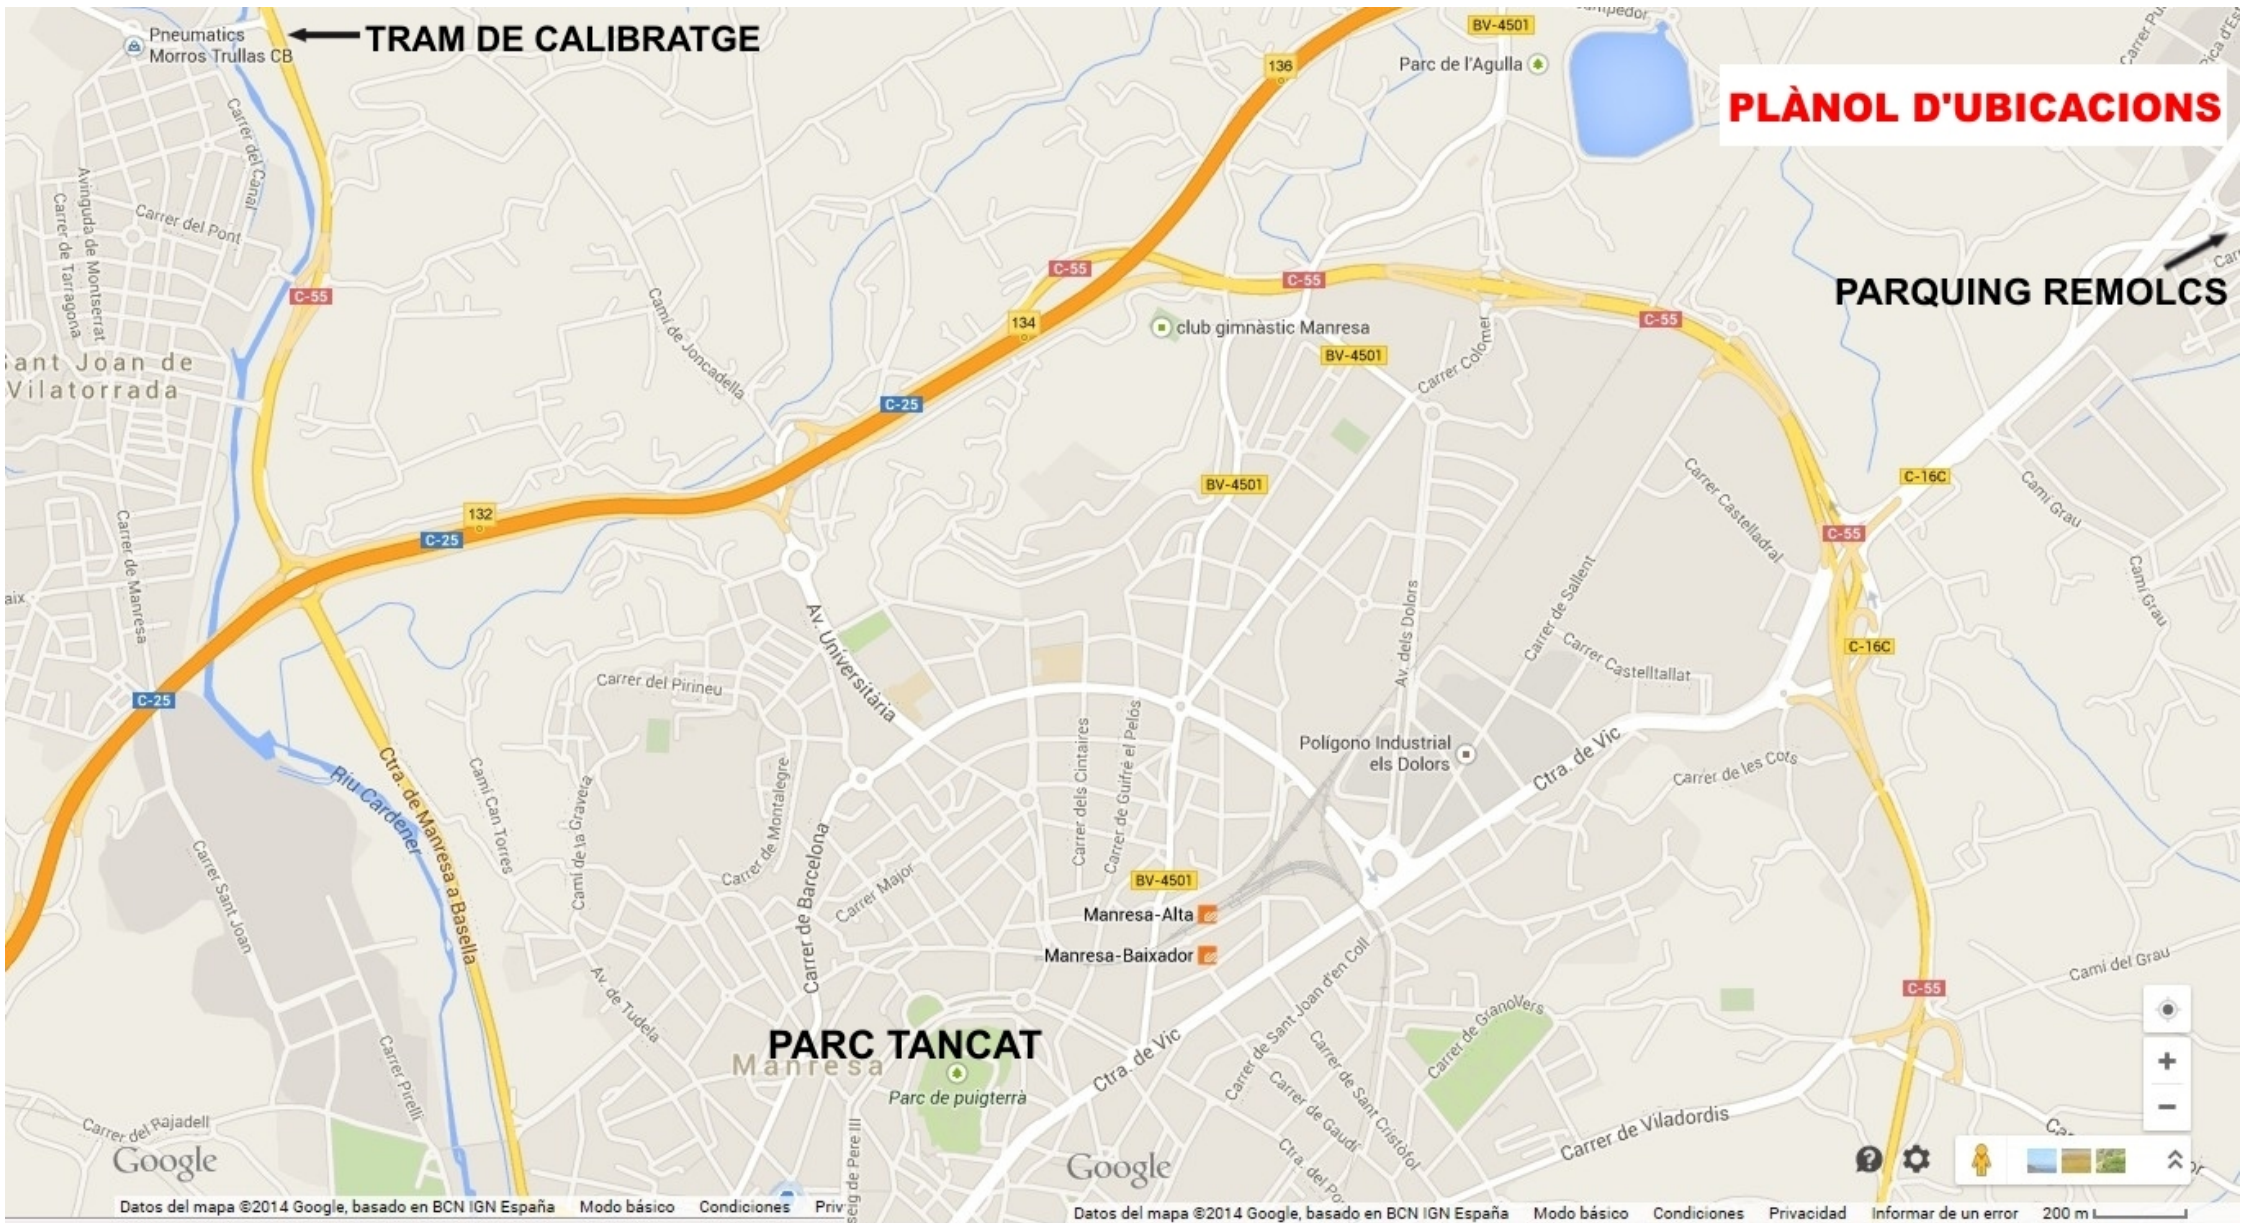 Pneumatics
Morros Trullas CB
TRAM DE CALIBRATGE
136
BV-4501
Parc de l'Agulla
PLÀNOL D'UBICACIONS
Carrer del Canal
Avinguda de Montserrat
Carrer de Tarragona
Carrer del Pont
C-55
C-55
C-55
C-55
134
club gimnàstic Manresa
BV-4501
Carrer Colomer
PARQUING REMOLCS
Camí de Joncadella
Sant Joan de
Vilatorrada
C-25
BV-4501
C-16C
Carrer Castelladral
Camí Grau
132
C-25
C-55
Carrer de Manresa
Camí Grau
Av. Universitària
Av. dels Dolors
Carrer de Sallent
Carrer Castelltallat
C-16C
Carrer del Pirineu
C-25
Carrer dels Cintaires
Carrer de Guifré el Pelós
Polígono Industrial
els Dolors
Ctra. de Vic
Carrer de les Cots
Riu Cardener
Ctra. de Manresa a Basella
Camí Can Torres
Camí de la Gravera
Carrer de Montalegre
Carrer de Barcelona
Carrer Major
BV-4501
Manresa-Alta
Manresa-Baixador
Carrer Sant Joan
Av. de Tudela
Carrer de Sant Joan d'en Coll
Camí del Grau
C-55
Carrer de GianoVers
PARC TANCAT
Manresa
Parc de puigterrà
Ctra. de Vic
Carrer de Sant Cristòfol
Carrer de Gaudí
Carrer Pirelli
Carrer del Rajadell
Carrer de Viladordis
Google
Google
Datos del mapa ©2014 Google, basado en BCN IGN España Modo básico Condiciones Priv
Datos del mapa ©2014 Google, basado en BCN IGN España Modo básico Condiciones Privacidad Informar de un error 200 m